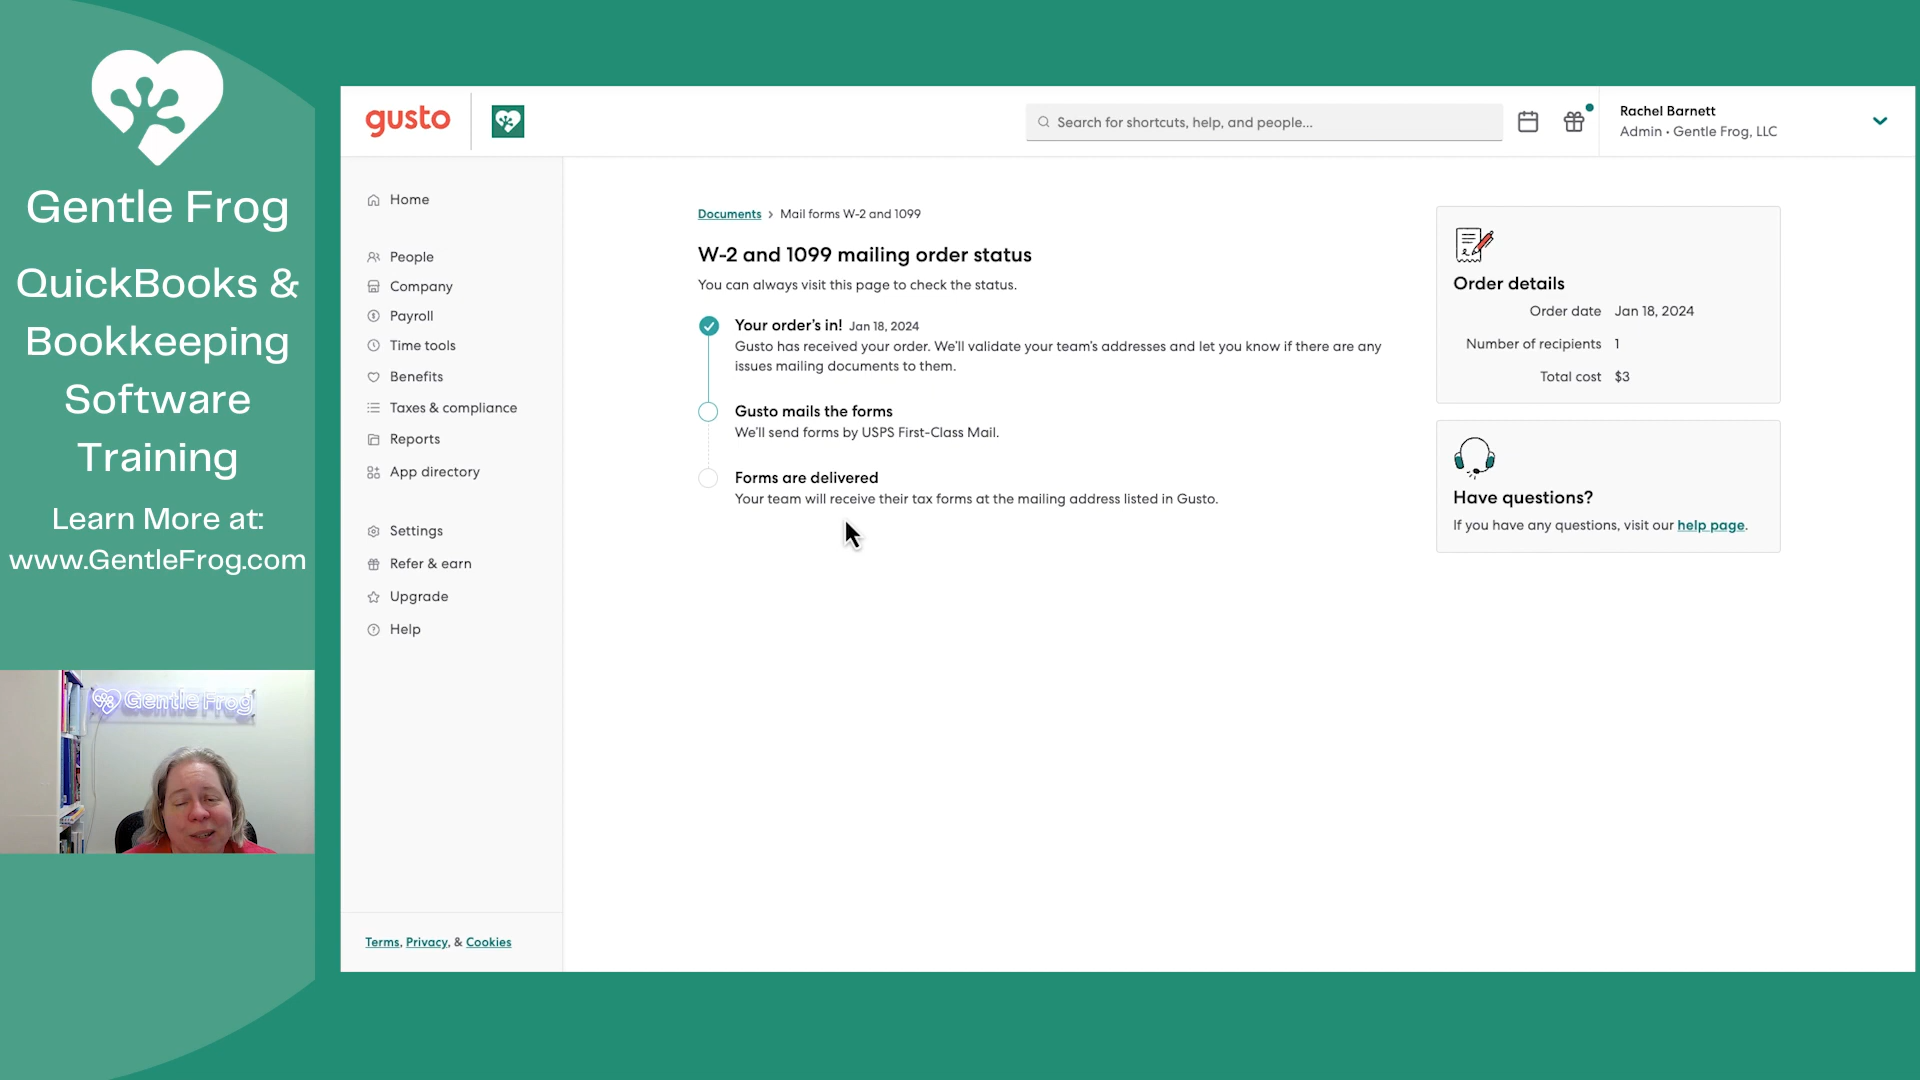 Gentle Frog
QuickBooks &
Bookkeeping
Software
Training
Learn More at:
www.GentleFrog.com
Gentle Frog
gusto
Search for shortcuts, help, and people...
Rachel Barnett
Admin • Gentle Frog, LLC
Home
People
Company
Payroll
Time tools
Benefits
Taxes & compliance
Reports
App directory
Settings
Refer & earn
Upgrade
Help
Terms, Privacy, & Cookies
Documents > Mail forms W-2 and 1099
W-2 and 1099 mailing order status
You can always visit this page to check the status.
Your order's in! Jan 18, 2024
Gusto has received your order. We'll validate your team's addresses and let you know if there are any
issues mailing documents to them.
Gusto mails the forms
We'll send forms by USPS First-Class Mail.
Forms are delivered
Your team will receive their tax forms at the mailing address listed in Gusto.
Order details
Order date Jan 18, 2024
Number of recipients 1
Total cost $3
Have questions?
If you have any questions, visit our help page.